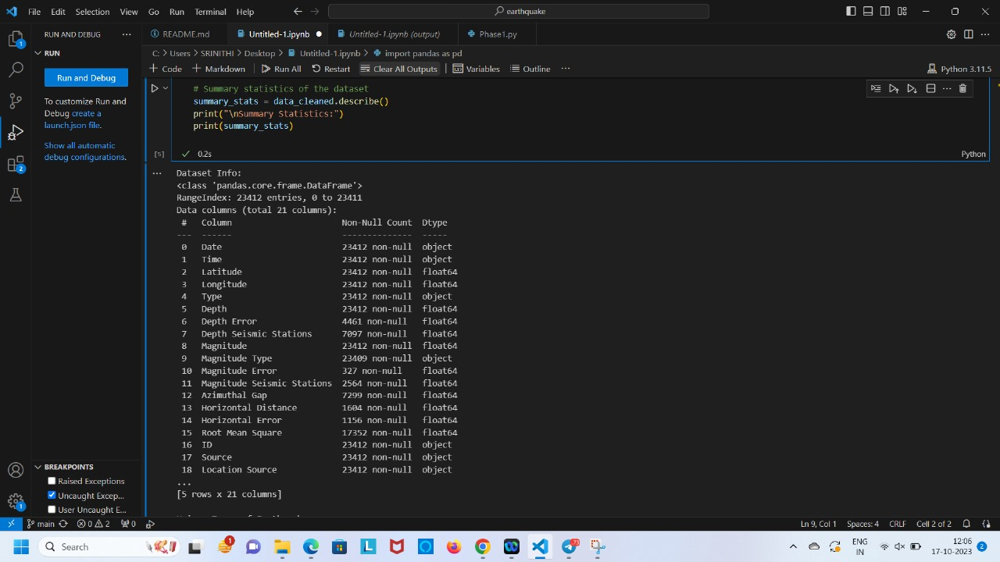 File Edit Selection View Go Run Terminal Help
earthquake
RUN AND DEBUG
README.md
Untitled-1.ipynb
Untitled-1.ipynb (output)
Phase1.py
RUN
C: > Users > SRINITHI > Desktop > Untitled-1.ipynb > import pandas as pd
+ Code + Markdown Run All Restart Clear All Outputs Variables Outline ...
Python 3.11.5
Run and Debug
To customize Run and
Debug create a
launch.json file.
Show all automatic
debug configurations.
# Summary statistics of the dataset
summary_stats = data_cleaned.describe()
print("\nSummary Statistics:")
print(summary_stats)
[5] 0.2s Python
Dataset Info:
<class 'pandas.core.frame.DataFrame'>
RangeIndex: 23412 entries, 0 to 23411
Data columns (total 21 columns):
# Column Non-Null Count Dtype
--- ------ -------------- -----
0 Date 23412 non-null object
1 Time 23412 non-null object
2 Latitude 23412 non-null float64
3 Longitude 23412 non-null float64
4 Type 23412 non-null object
5 Depth 23412 non-null float64
6 Depth Error 4461 non-null float64
7 Depth Seismic Stations 7097 non-null float64
8 Magnitude 23412 non-null float64
9 Magnitude Type 23409 non-null object
10 Magnitude Error 327 non-null float64
11 Magnitude Seismic Stations 2564 non-null float64
12 Azimuthal Gap 7299 non-null float64
13 Horizontal Distance 1604 non-null float64
14 Horizontal Error 1156 non-null float64
15 Root Mean Square 17352 non-null float64
16 ID 23412 non-null object
17 Source 23412 non-null object
18 Location Source 23412 non-null object
...
[5 rows x 21 columns]
BREAKPOINTS
Raised Exceptions
Uncaught Excep...
User Uncaught E...
1
2
1
main 0 2 0
Ln 9, Col 1 Spaces: 4 CRLF Cell 2 of 2
Search
1
73
ENG
IN
12:06
17-10-2023
2